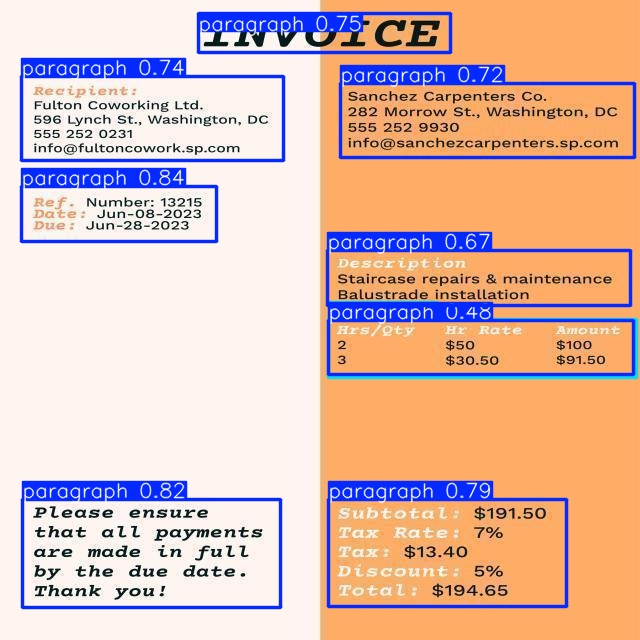 paragraph 0.75
INVOICE
paragraph 0.74
Recipient:
Fulton Coworking Ltd.
596 Lynch St., Washington, DC
555 252 0231
info@fultoncowork.sp.com
paragraph 0.72
Sanchez Carpenters Co.
282 Morrow St., Washington, DC
555 252 9930
info@sanchezcarpenters.sp.com
paragraph 0.84
Ref. Number: 13215
Date: Jun-08-2023
Due: Jun-28-2023
paragraph 0.67
Description
Staircase repairs & maintenance
Balustrade installation
paragraph 0.48
Hrs/Qty Hr Rate Amount
2 $50 $100
3 $30.50 $91.50
paragraph 0.82
Please ensure
that all payments
are made in full
by the due date.
Thank you!
paragraph 0.79
Subtotal: $191.50
Tax Rate: 7%
Tax: $13.40
Discount: 5%
Total: $194.65